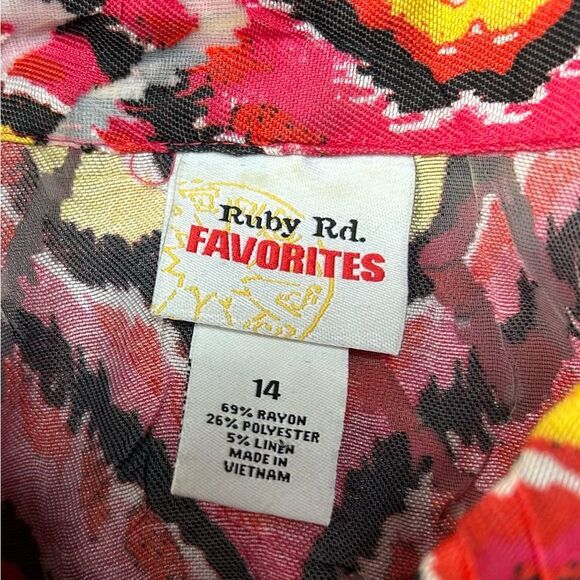 Ruby Rd.
FAVORITES
14
69% RAYON
26% POLYESTER
5% LINEN
MADE IN
VIETNAM